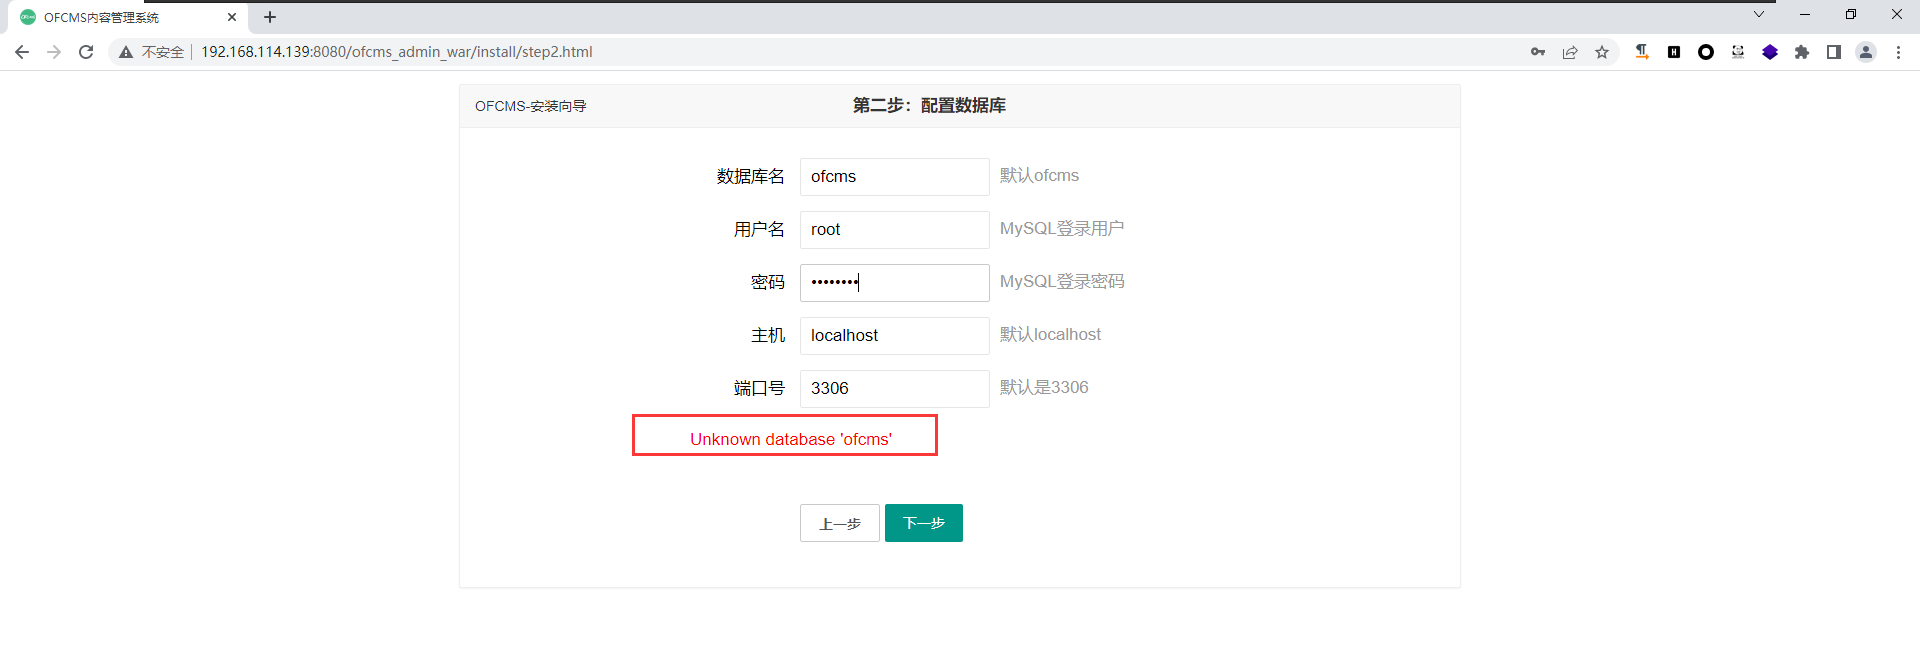 OFCMS内容管理系统
不安全 192.168.114.139:8080/ofcms_admin_war/install/step2.html
OFCMS-安装向导 第二步：配置数据库
数据库名 ofcms 默认ofcms
用户名 root MySQL登录用户
密码 •••••••• MySQL登录密码
主机 localhost 默认localhost
端口号 3306 默认是3306
Unknown database 'ofcms'
上一步 下一步